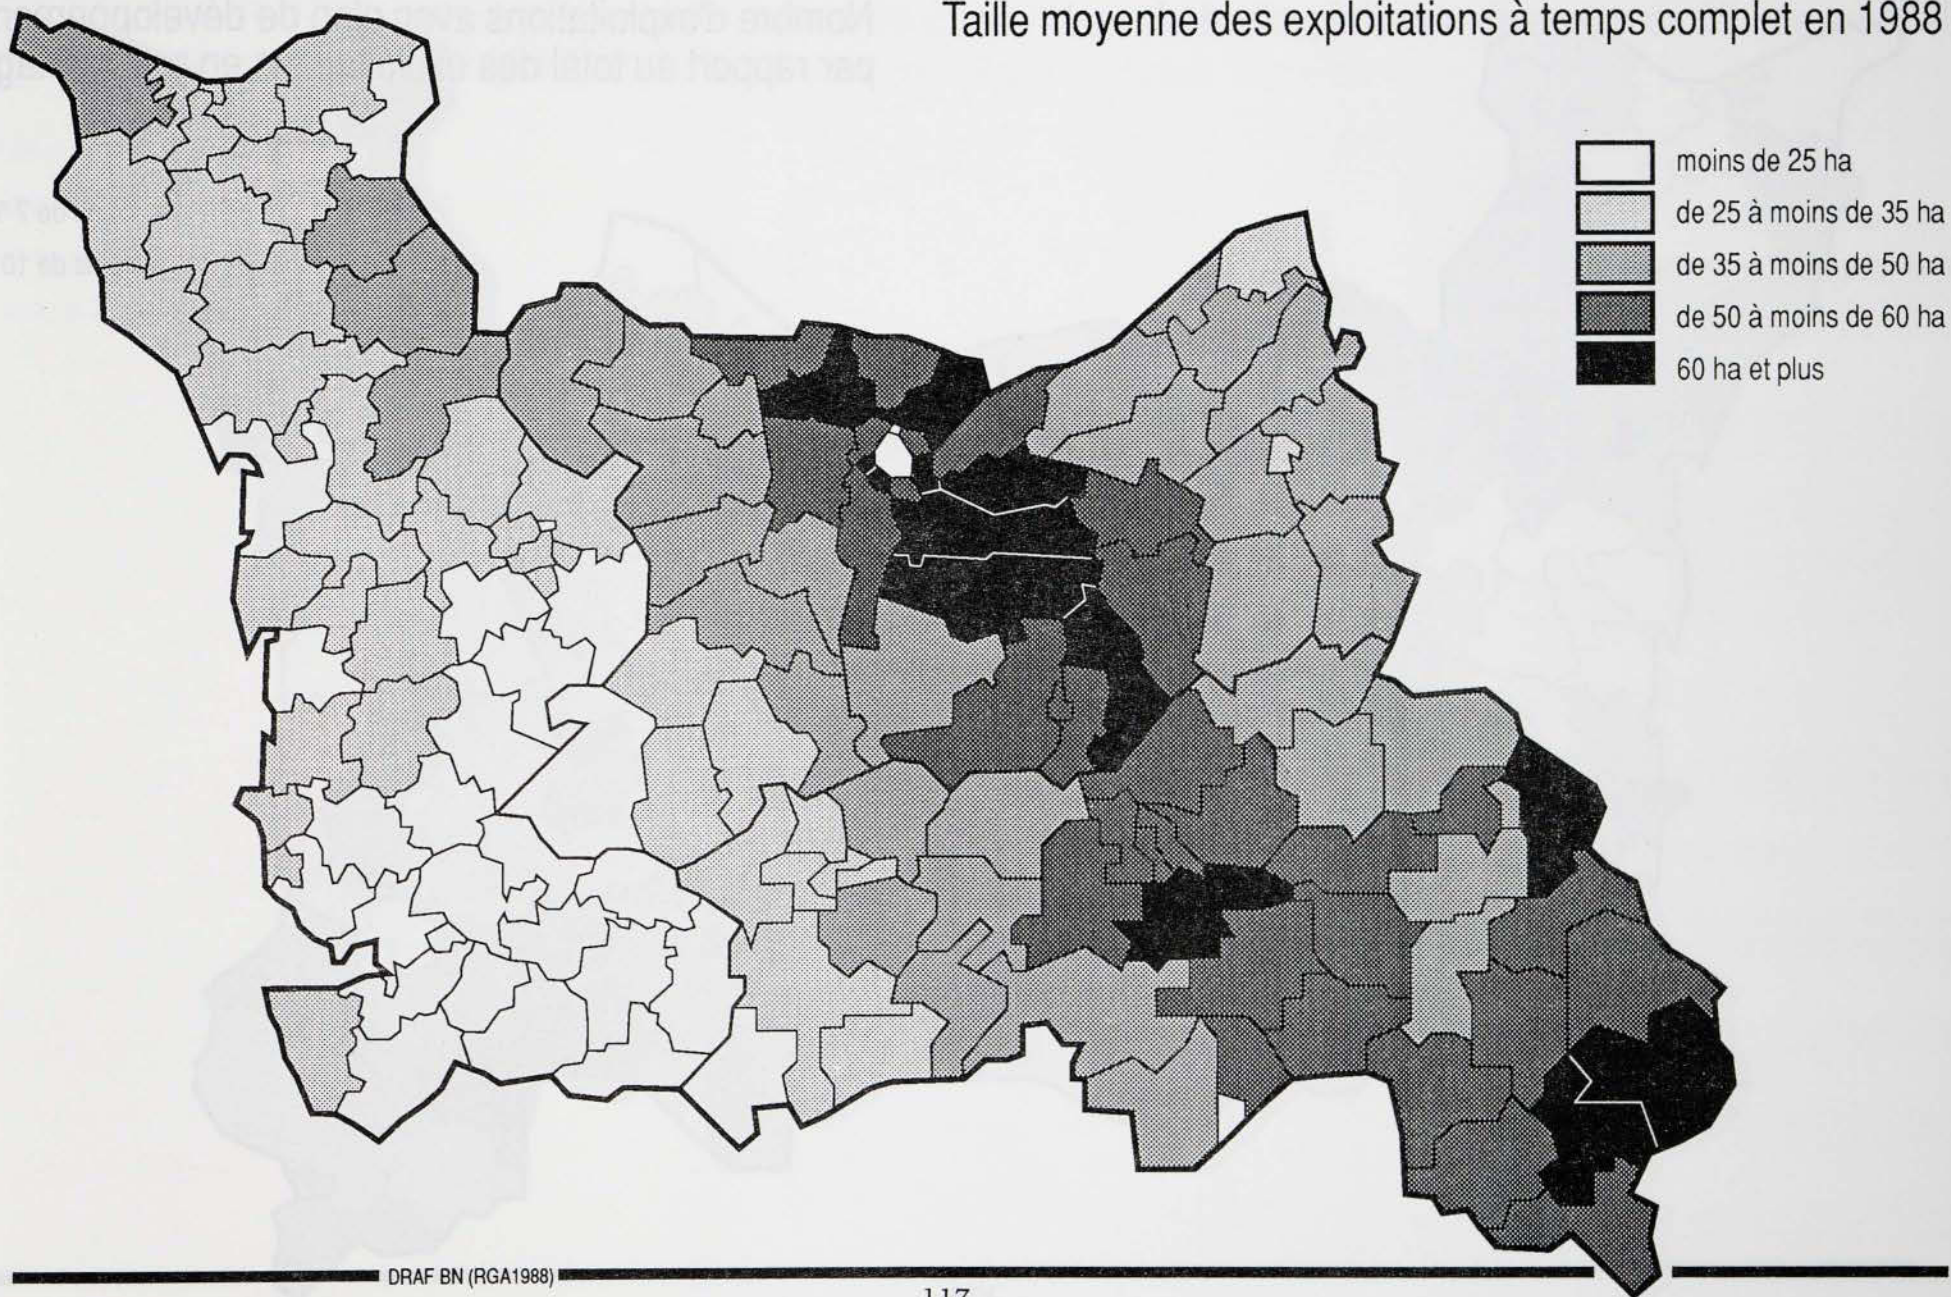 Taille moyenne des exploitations à temps complet en 1988
moins de 25 ha
de 25 à moins de 35 ha
de 35 à moins de 50 ha
de 50 à moins de 60 ha
60 ha et plus
DRAF BN (RGA1988)
117